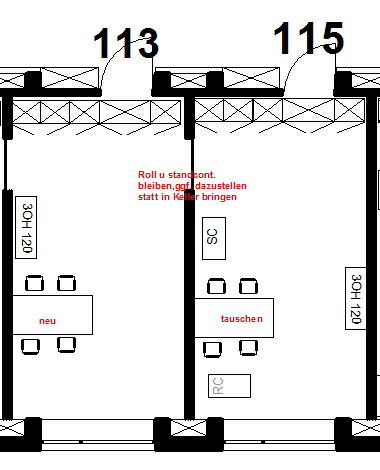 113
115
Roll u standcont.
bleiben,ggf. dazustellen
statt in Keller bringen
3OH 120
SC
3OH 120
neu
tauschen
RC